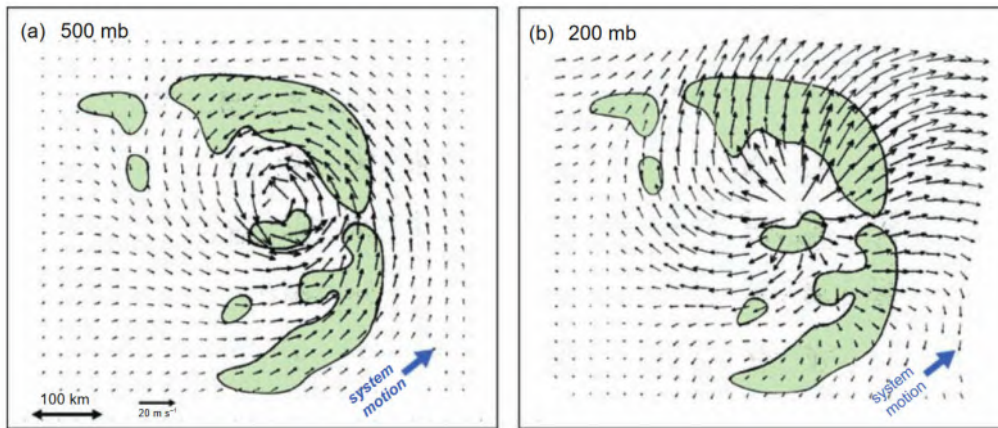 (a) 500 mb
system
motion
100 km
20 m s⁻¹
(b) 200 mb
system
motion